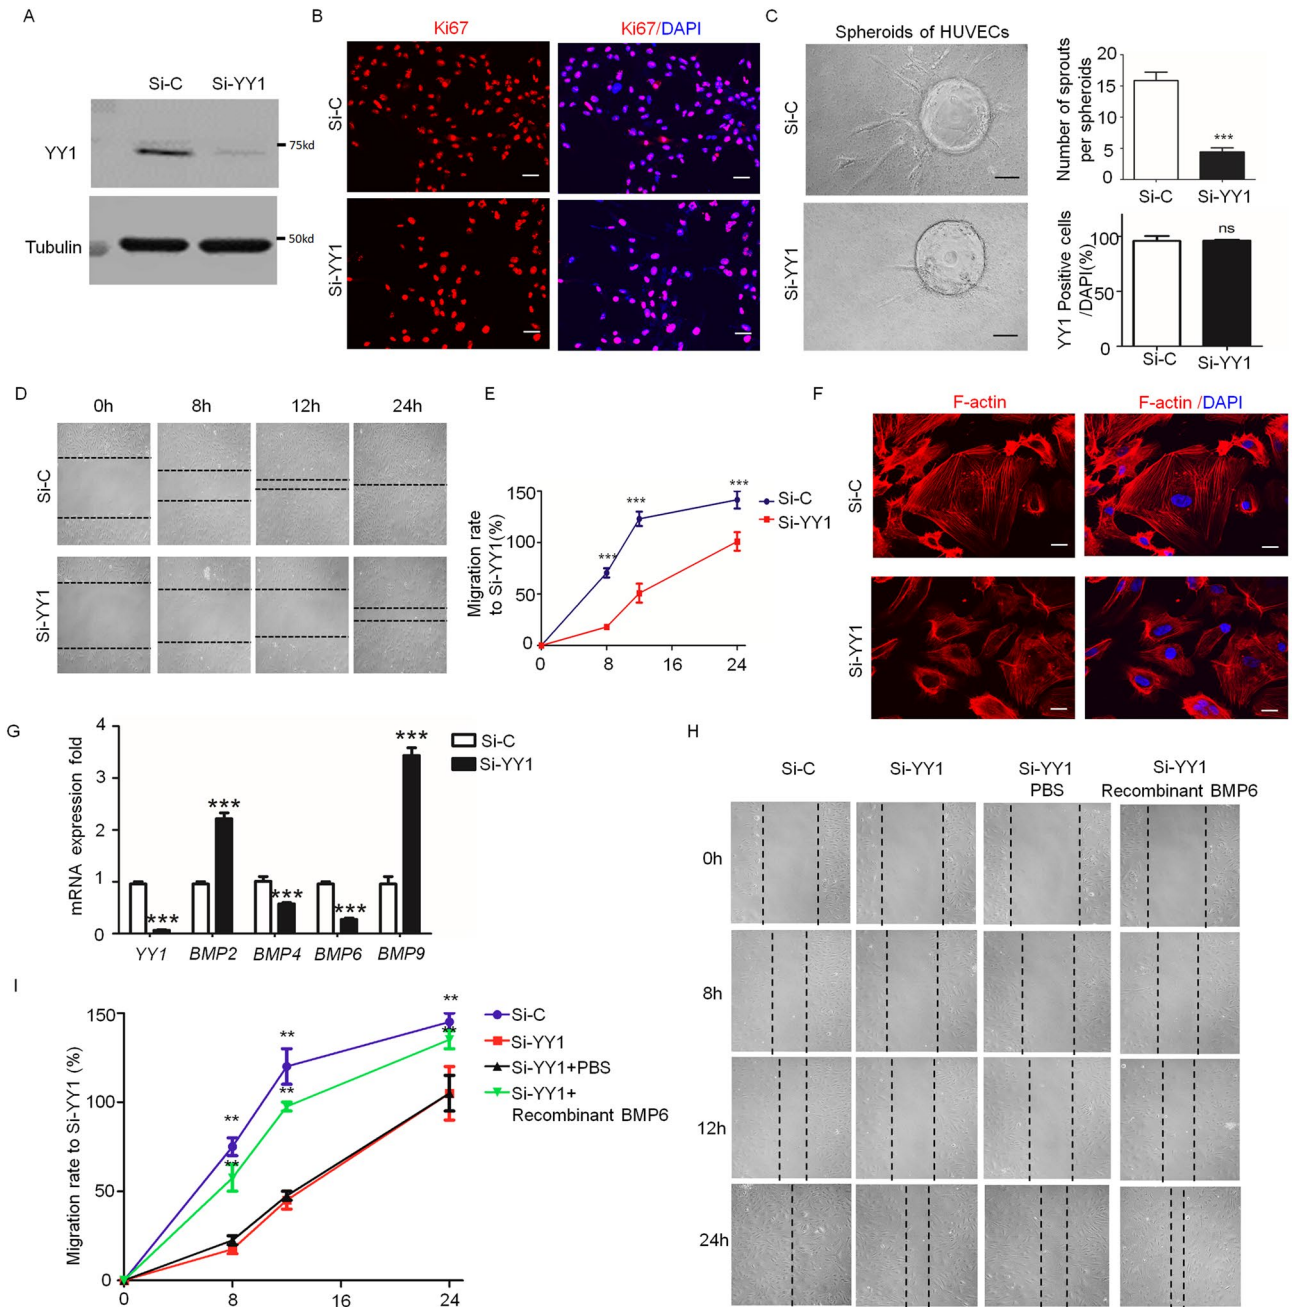 A
Si-C Si-YY1
YY1
75kd
Tubulin
50kd
B
Ki67 Ki67/DAPI
Si-C
Si-YY1
C
Spheroids of HUVECs
Si-C
Si-YY1
Number of sprouts
per spheroids
20
15
10
5
0
***
Si-C Si-YY1
YY1 Positive cells
/DAPI(%)
100
50
0
ns
Si-C Si-YY1
D
0h 8h 12h 24h
Si-C
Si-YY1
E
Migration rate
to Si-YY1(%)
150
100
50
0
*** *** ***
Si-C
Si-YY1
0 8 16 24
F
F-actin F-actin /DAPI
Si-C
Si-YY1
G
mRNA expression fold
4
3
2
1
0
*** *** *** *** ***
Si-C
Si-YY1
YY1 BMP2 BMP4 BMP6 BMP9
H
Si-C Si-YY1 Si-YY1 Si-YY1
PBS Recombinant BMP6
0h
8h
12h
24h
I
Migration rate to Si-YY1 (%)
150
100
50
0
** ** **
** ** **
Si-C
Si-YY1
Si-YY1+PBS
Si-YY1+
Recombinant BMP6
0 8 16 24